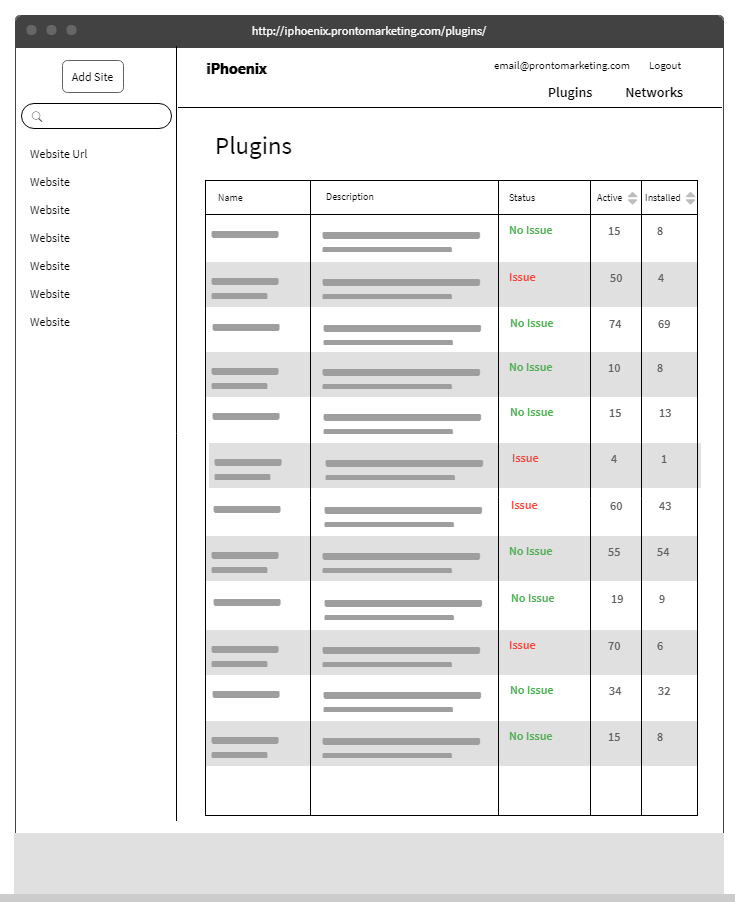 http://iphoenix.prontomarketing.com/plugins/
Add Site
Website Url
Website
Website
Website
Website
Website
Website
iPhoenix
email@prontomarketing.com Logout
Plugins Networks
Plugins
Name Description Status Active Installed
No Issue 15 8
Issue 50 4
No Issue 74 69
No Issue 10 8
No Issue 15 13
Issue 4 1
Issue 60 43
No Issue 55 54
No Issue 19 9
Issue 70 6
No Issue 34 32
No Issue 15 8